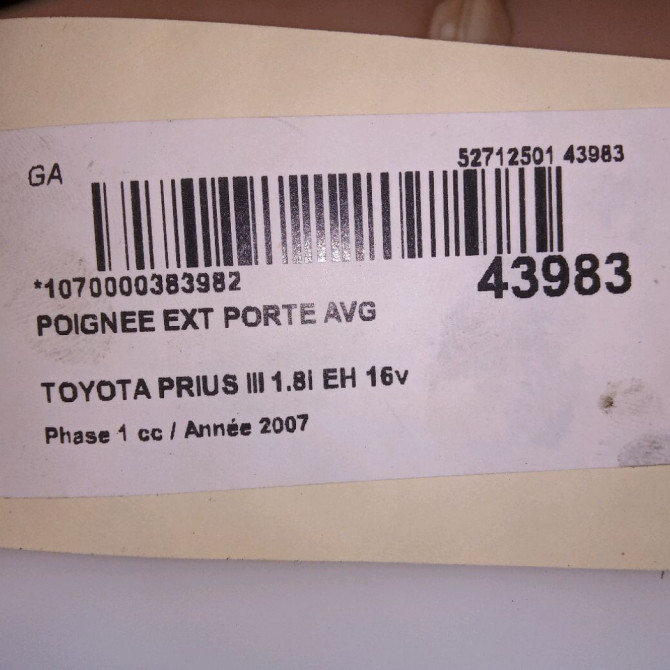 GA
52712501 43983
*1070000383982
43983
POIGNEE EXT PORTE AVG
TOYOTA PRIUS III 1.8i EH 16v
Phase 1 cc / Année 2007